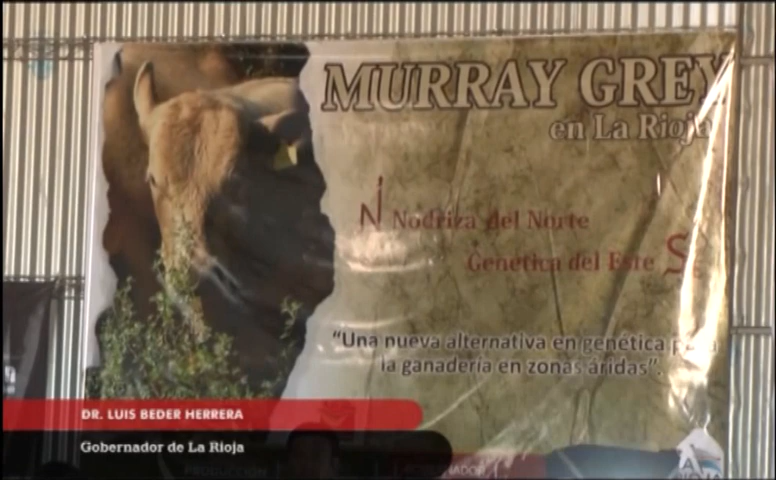 MURRAY GREY
en La Rioja
Nodriza del Norte
Genética del Este
"Una nueva alternativa en genética
la ganadería en zonas áridas".
DR. LUIS BEDER HERRERA
Gobernador de La Rioja